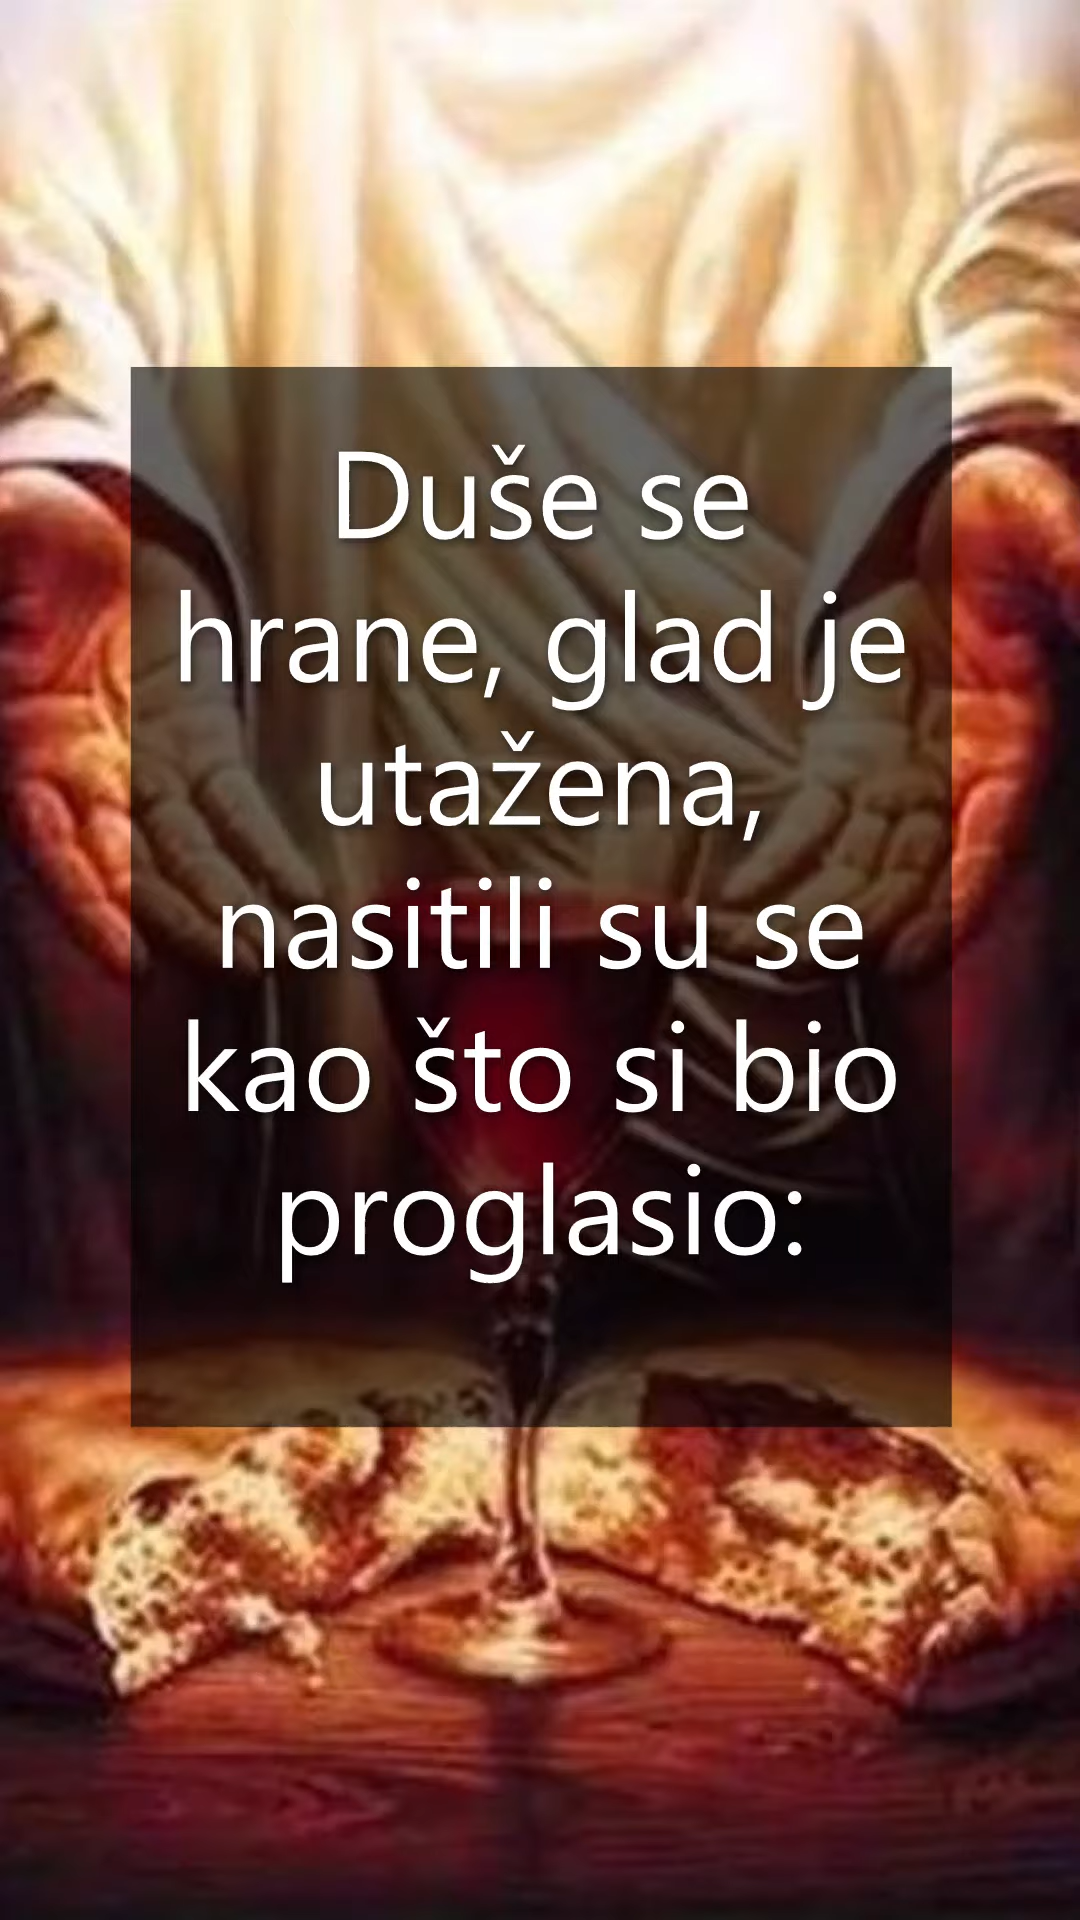 Duše se
hrane, glad je
utažena,
nasitili su se
kao što si bio
proglasio: